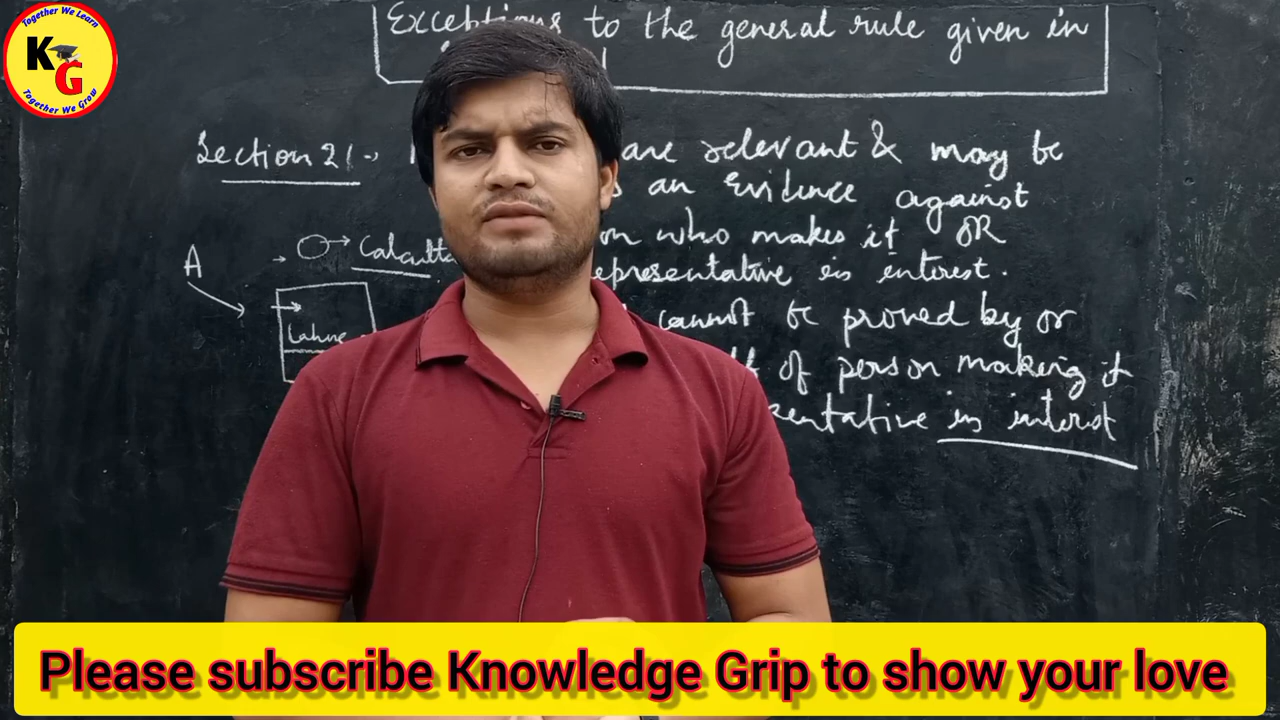 Together We Learn
KG
Together We Grow
Exceptions to the general rule given in
Section 21 are relevant & may be
an Evidence against
who makes it OR
A Calcutta representative in interest.
Lahore cannot be proved by or
of person making it
in interest
Please subscribe Knowledge Grip to show your love